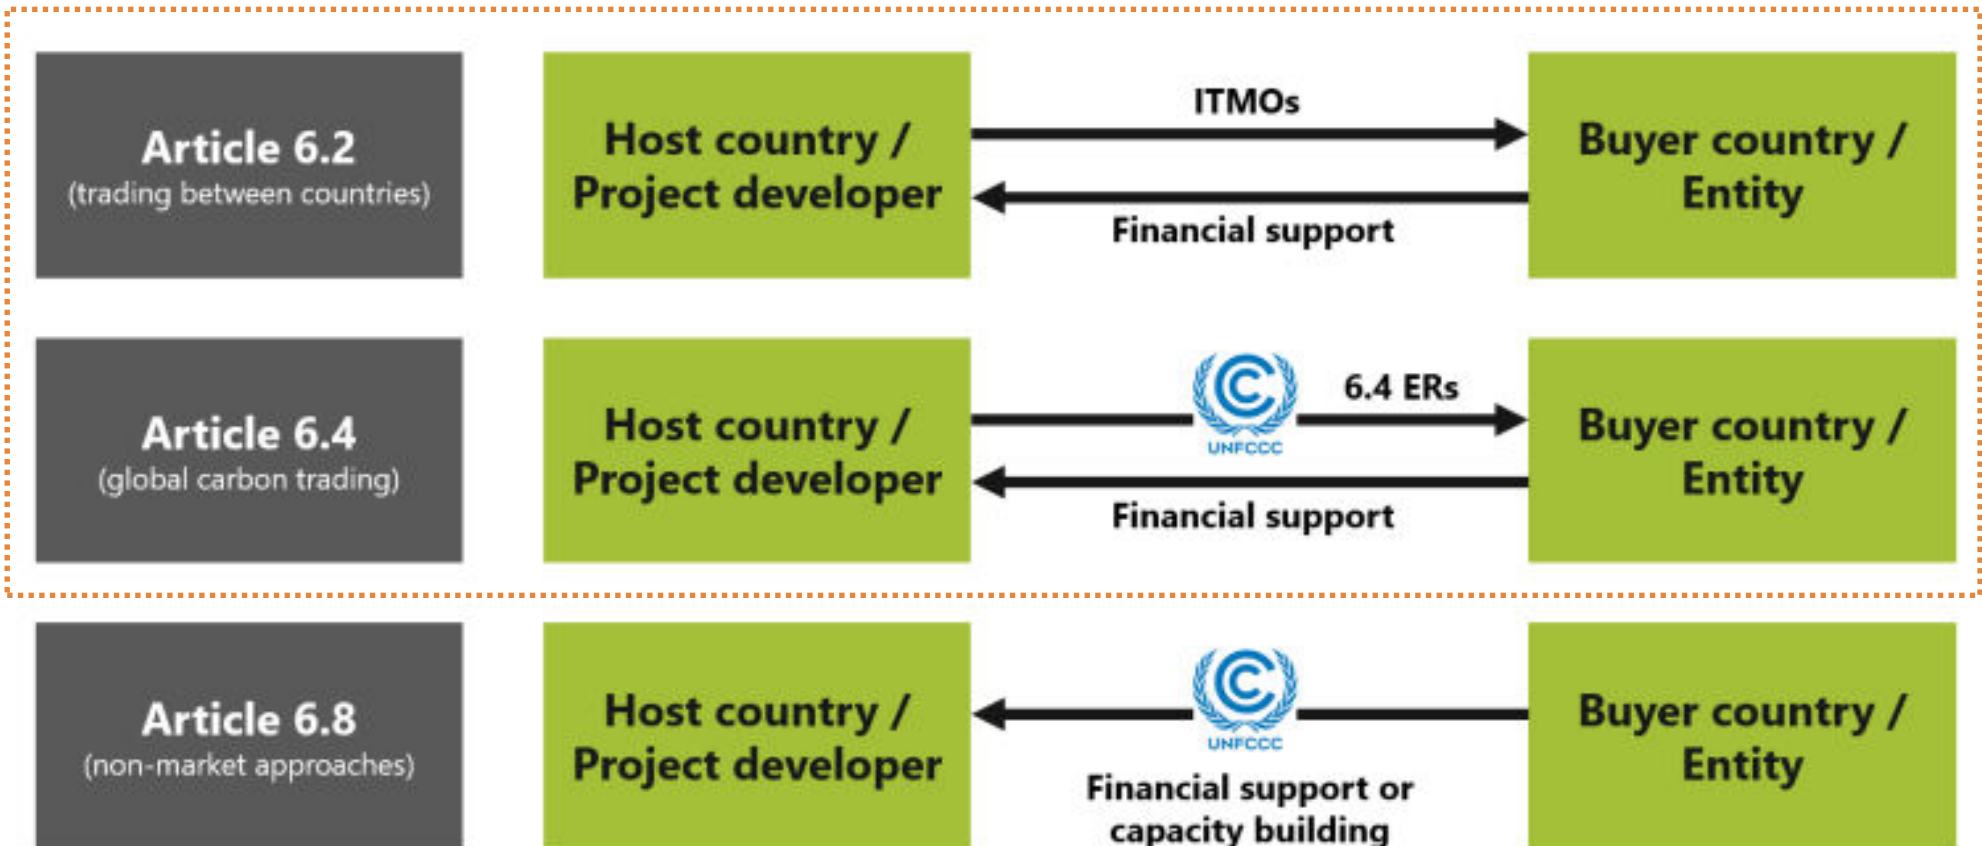 Article 6.2
(trading between countries)
Host country /
Project developer
ITMOs
Financial support
Buyer country /
Entity
Article 6.4
(global carbon trading)
Host country /
Project developer
UNFCCC
6.4 ERs
Financial support
Buyer country /
Entity
Article 6.8
(non-market approaches)
Host country /
Project developer
UNFCCC
Financial support or
capacity building
Buyer country /
Entity